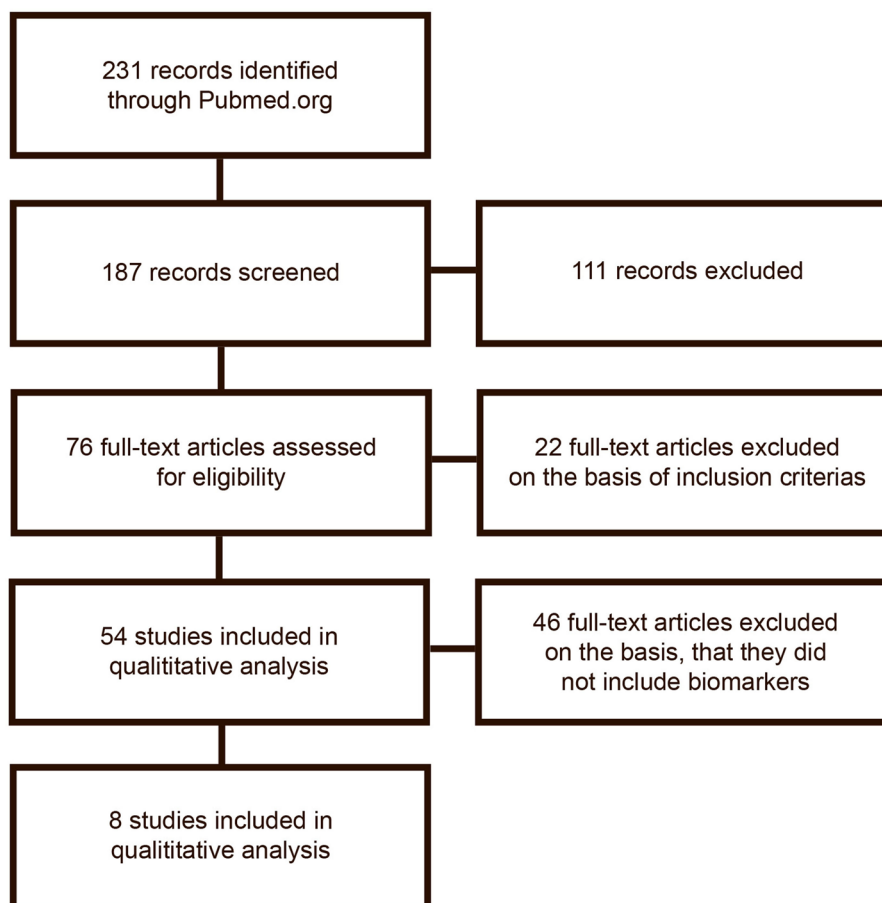 231 records identified
through Pubmed.org
187 records screened
111 records excluded
76 full-text articles assessed
for eligibility
22 full-text articles excluded
on the basis of inclusion criterias
54 studies included in
qualititative analysis
46 full-text articles excluded
on the basis, that they did
not include biomarkers
8 studies included in
qualititative analysis